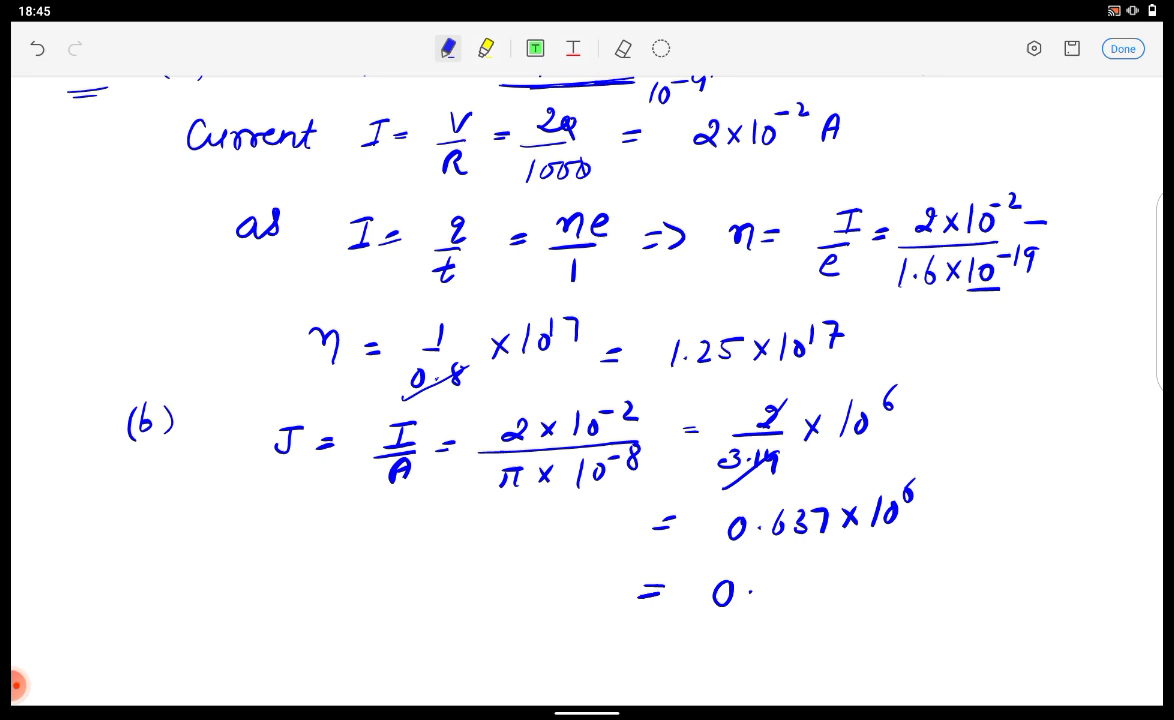 18:45
T T Done
10⁻⁴
Current I = V/R = 20/1000 = 2×10⁻² A
as I = q/t = ne/1 => n = I/e = 2×10⁻²/1.6×10⁻¹⁹
n = 1/0.8 ×10¹⁷ = 1.25×10¹⁷
(b) J = I/A = 2×10⁻²/π×10⁻⁸ = 2/3.14 × 10⁶
= 0.637×10⁶
= 0.